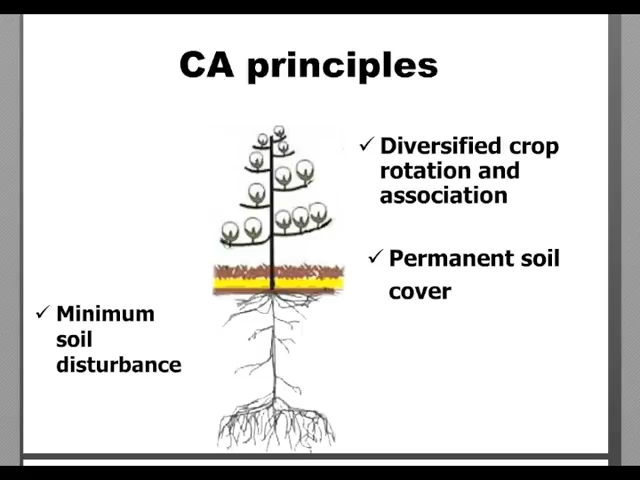 CA principles
✓ Diversified crop
rotation and
association
✓ Permanent soil
cover
✓ Minimum
soil
disturbance